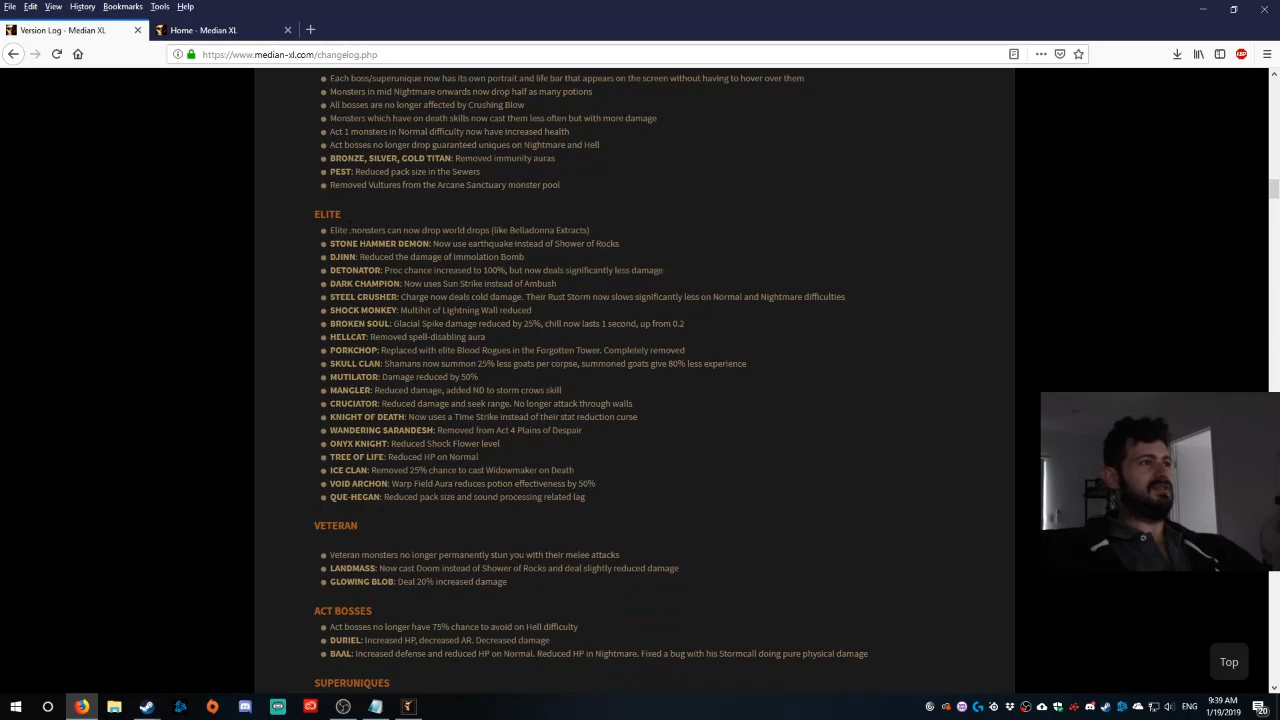 File Edit View History Bookmarks Tools Help
Version Log - Median XL
Home - Median XL
https://www.median-xl.com/changelog.php
Each boss/superunique now has its own portrait and life bar that appears on the screen without having to hover over them
Monsters in mid Nightmare onwards now drop half as many potions
All bosses are no longer affected by Crushing Blow
Monsters which have on death skills now cast them less often but with more damage
Act 1 monsters in Normal difficulty now have increased health
Act bosses no longer drop guaranteed uniques on Nightmare and Hell
BRONZE, SILVER, GOLD TITAN: Removed immunity auras
PEST: Reduced pack size in the Sewers
Removed Vultures from the Arcane Sanctuary monster pool
ELITE
Elite monsters can now drop world drops (like Belladonna Extracts)
STONE HAMMER DEMON: Now use earthquake instead of Shower of Rocks
DJINN: Reduced the damage of Immolation Bomb
DETONATOR: Proc chance increased to 100%, but now deals significantly less damage
DARK CHAMPION: Now uses Sun Strike instead of Ambush
STEEL CRUSHER: Charge now deals cold damage. Their Rust Storm now slows significantly less on Normal and Nightmare difficulties
SHOCK MONKEY: Multihit of Lightning Wall reduced
BROKEN SOUL: Glacial Spike damage reduced by 25%, chill now lasts 1 second, up from 0.2
HELLCAT: Removed spell-disabling aura
PORKCHOP: Replaced with elite Blood Rogues in the Forgotten Tower. Completely removed
SKULL CLAN: Shamans now summon 25% less goats per corpse, summoned goats give 80% less experience
MUTILATOR: Damage reduced by 50%
MANGLER: Reduced damage, added ND to storm crows skill
CRUCIATOR: Reduced damage and seek range. No longer attack through walls
KNIGHT OF DEATH: Now uses a Time Strike instead of their stat reduction curse
WANDERING SARANDESH: Removed from Act 4 Plains of Despair
ONYX KNIGHT: Reduced Shock Flower level
TREE OF LIFE: Reduced HP on Normal
ICE CLAN: Removed 25% chance to cast Widowmaker on Death
VOID ARCHON: Warp Field Aura reduces potion effectiveness by 50%
QUE-HEGAN: Reduced pack size and sound processing related lag
VETERAN
Veteran monsters no longer permanently stun you with their melee attacks
LANDMASS: Now cast Doom instead of Shower of Rocks and deal slightly reduced damage
GLOWING BLOB: Deal 20% increased damage
ACT BOSSES
Act bosses no longer have 75% chance to avoid on Hell difficulty
DURIEL: Increased HP, decreased AR. Decreased damage
BAAL: Increased defense and reduced HP on Normal. Reduced HP in Nightmare. Fixed a bug with his Stormcall doing pure physical damage
Top
SUPERUNIQUES
ENG
9:39 AM
1/19/2019
20